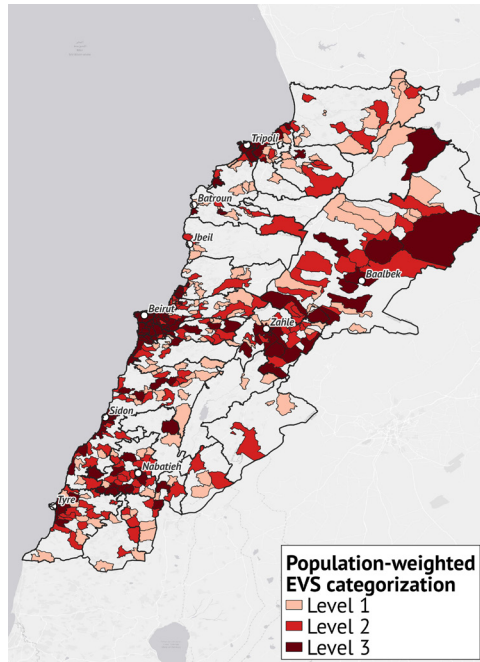 Tripoli
Batroun
Jbeil
Baalbek
Beirut
Zahle
Sidon
Nabatieh
Tyre
Population-weighted
EVS categorization
Level 1
Level 2
Level 3